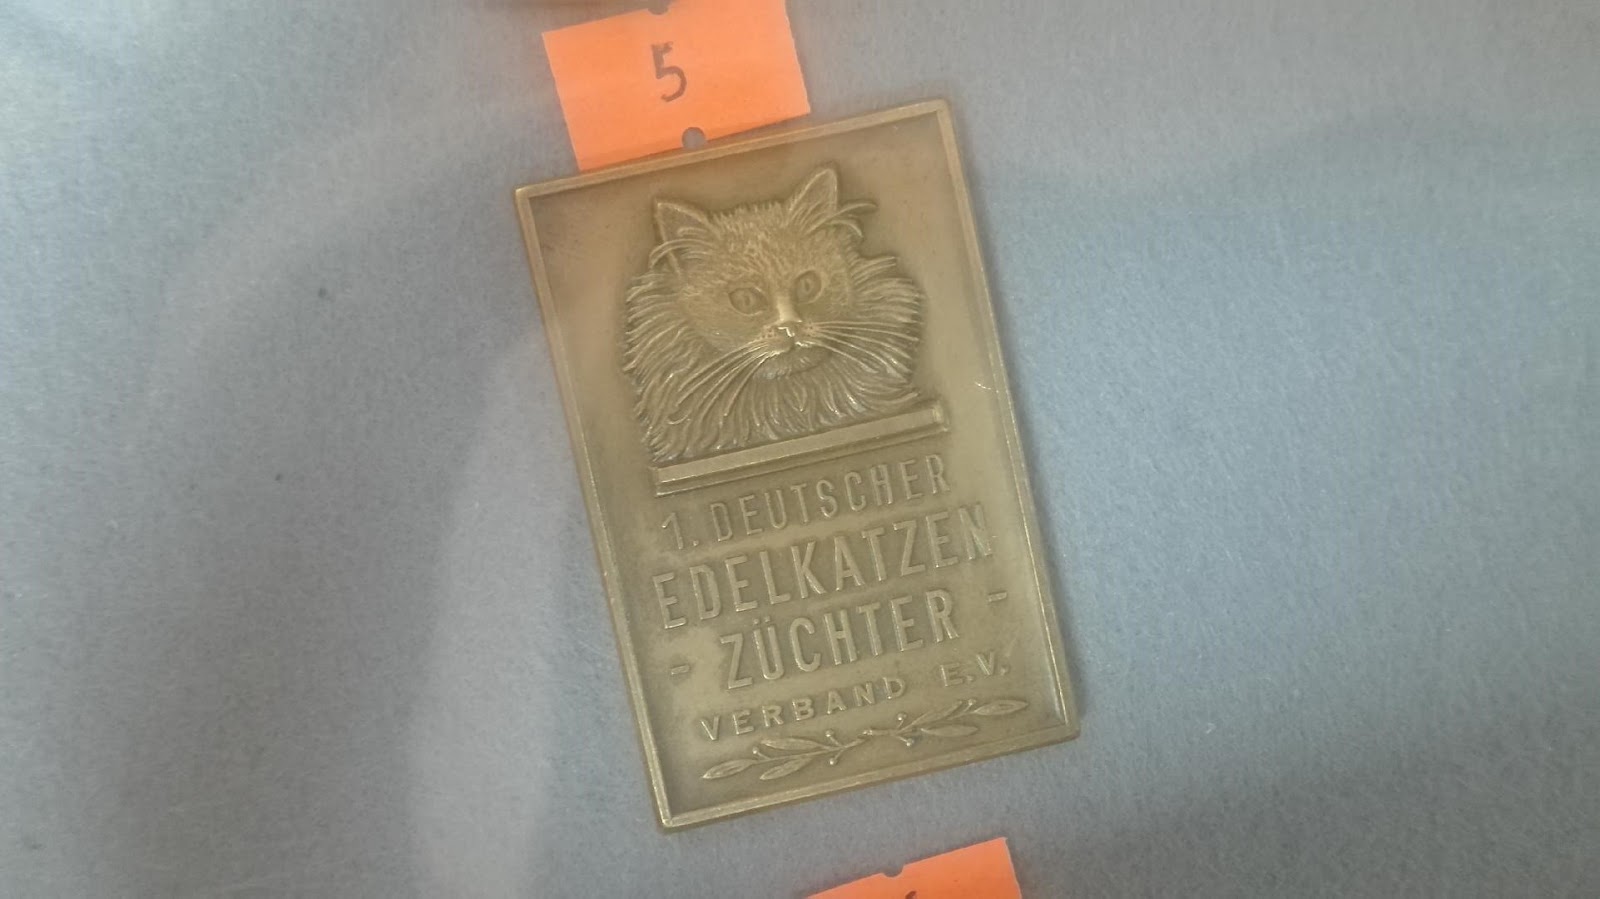 5
1. DEUTSCHER
EDELKATZEN
- ZÜCHTER -
VERBAND E.V.